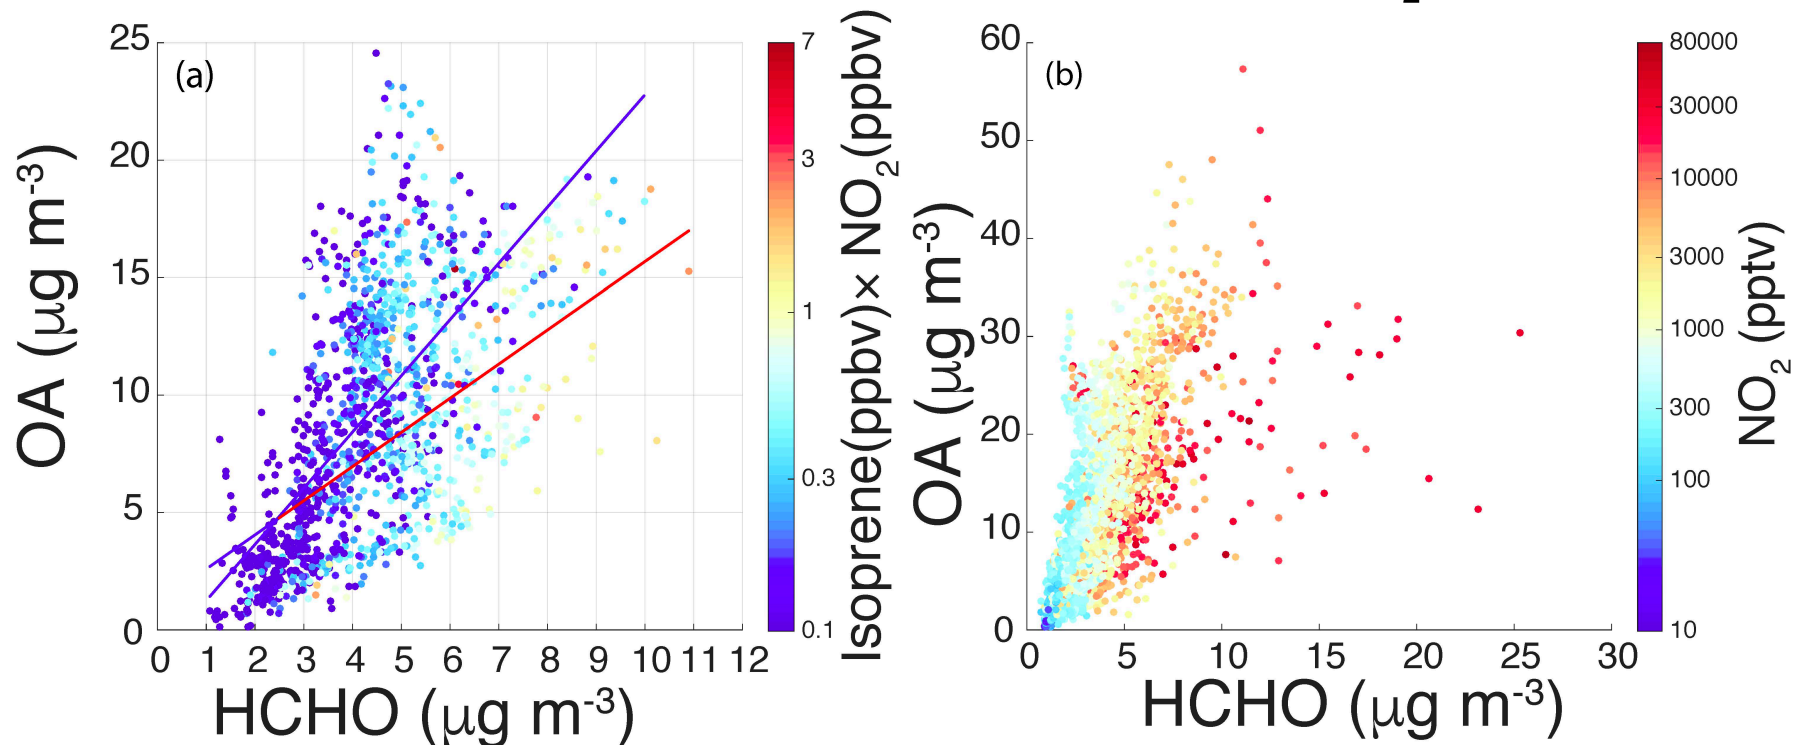 (a)
25
20
15
10
5
0
0 1 2 3 4 5 6 7 8 9 10 11 12
OA (μg m-3)
HCHO (μg m-3)
7
3
1
0.3
0.1
Isoprene(ppbv)× NO2(ppbv)
(b)
60
50
40
30
20
10
0
0 5 10 15 20 25 30
OA (μg m-3)
HCHO (μg m-3)
80000
30000
10000
3000
1000
300
100
10
NO2 (pptv)